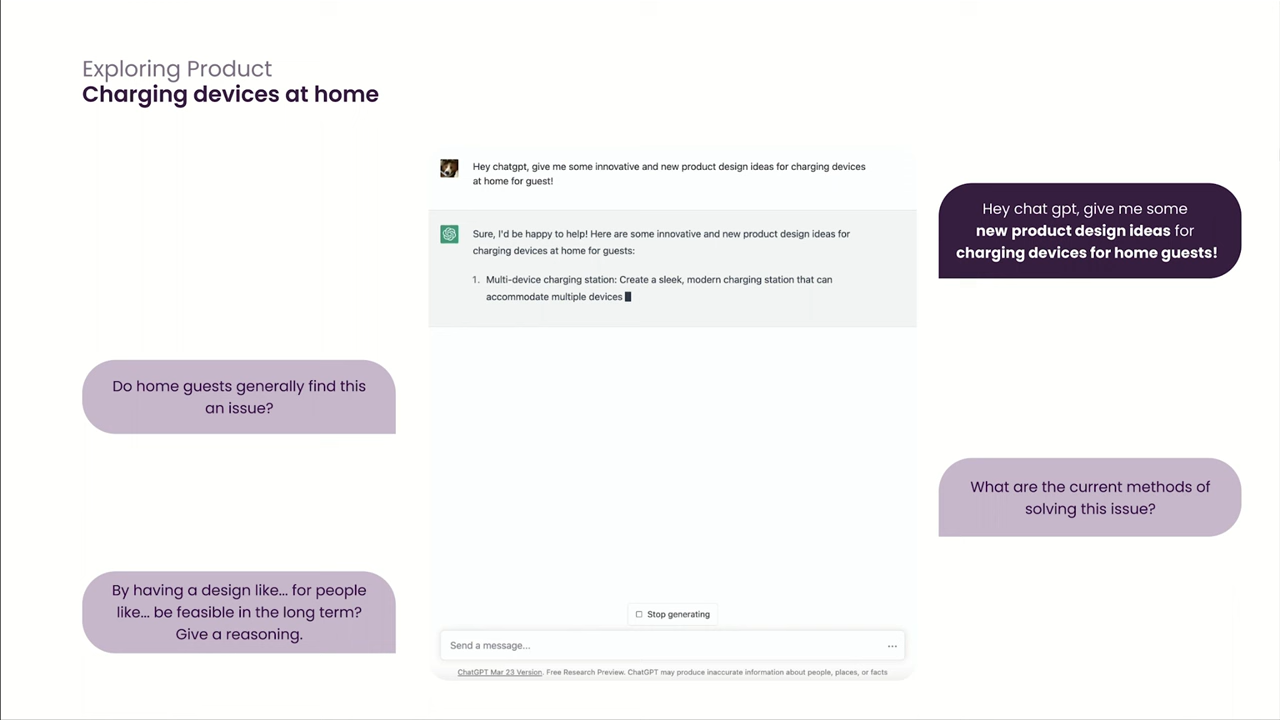 Exploring Product
Charging devices at home
Hey chatgpt, give me some innovative and new product design ideas for charging devices
at home for guest!
Sure, I'd be happy to help! Here are some innovative and new product design ideas for
charging devices at home for guests:
1. Multi-device charging station: Create a sleek, modern charging station that can
accommodate multiple devices
Stop generating
Send a message...
ChatGPT Mar 23 Version. Free Research Preview. ChatGPT may produce inaccurate information about people, places, or facts
Hey chat gpt, give me some
new product design ideas for
charging devices for home guests!
Do home guests generally find this
an issue?
What are the current methods of
solving this issue?
By having a design like... for people
like... be feasible in the long term?
Give a reasoning.